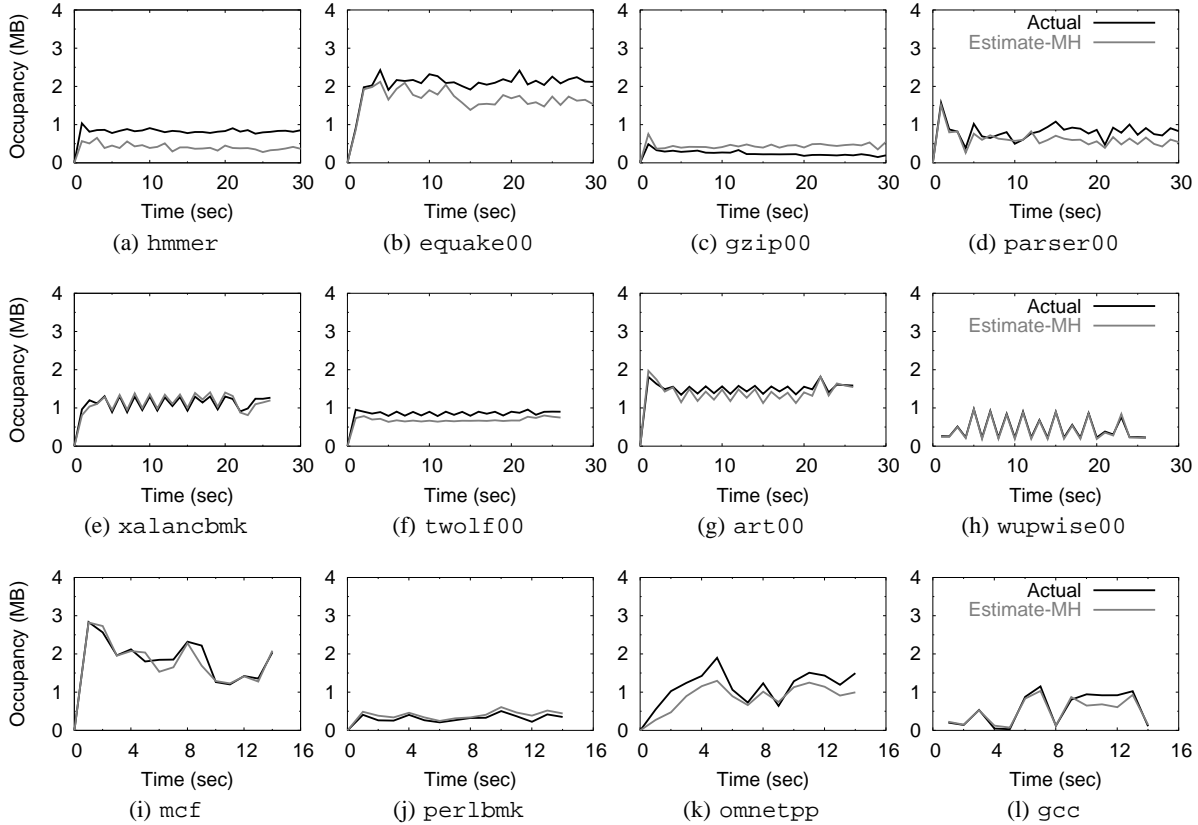 Occupancy (MB)
4
3
2
1
0
0 10 20 30
Time (sec)
(a) hmmer
4
3
2
1
0
0 10 20 30
Time (sec)
(b) equake00
4
3
2
1
0
0 10 20 30
Time (sec)
(c) gzip00
Actual
Estimate-MH
4
3
2
1
0
0 10 20 30
Time (sec)
(d) parser00
Occupancy (MB)
4
3
2
1
0
0 10 20 30
Time (sec)
(e) xalancbmk
4
3
2
1
0
0 10 20 30
Time (sec)
(f) twolf00
4
3
2
1
0
0 10 20 30
Time (sec)
(g) art00
Actual
Estimate-MH
4
3
2
1
0
0 10 20 30
Time (sec)
(h) wupwise00
Occupancy (MB)
4
3
2
1
0
0 4 8 12 16
Time (sec)
(i) mcf
4
3
2
1
0
0 4 8 12 16
Time (sec)
(j) perlbmk
4
3
2
1
0
0 4 8 12 16
Time (sec)
(k) omnetpp
Actual
Estimate-MH
4
3
2
1
0
0 4 8 12 16
Time (sec)
(l) gcc